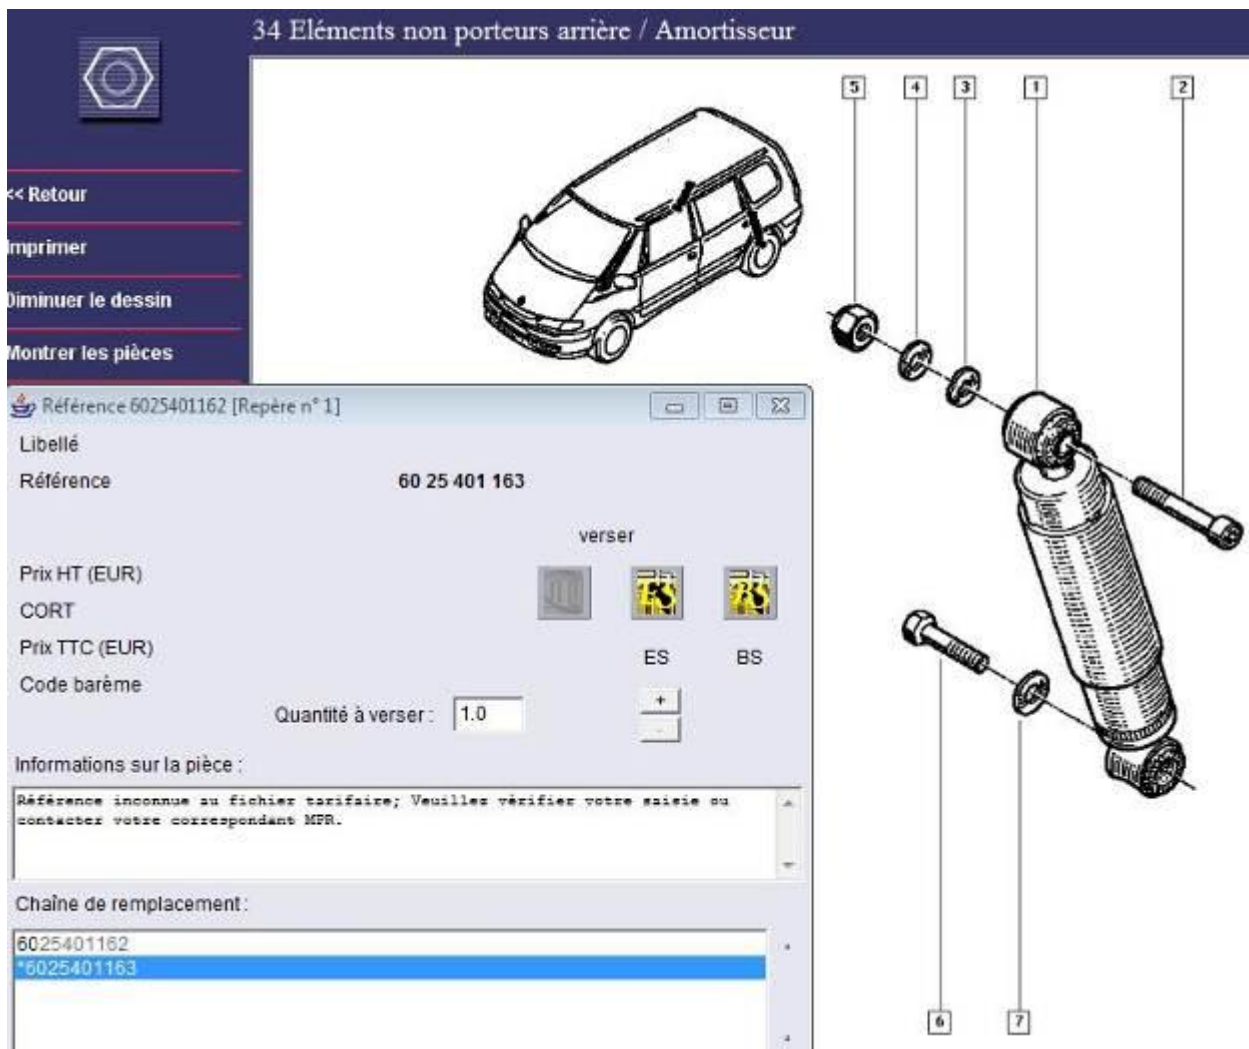 34 Eléments non porteurs arrière / Amortisseur
<< Retour
Imprimer
Diminuer le dessin
Montrer les pièces
5 4 3 1 2
Référence 6025401162 [Repère n° 1]
Libellé
Référence 60 25 401 163
verser
Prix HT (EUR)
CORT
Prix TTC (EUR)
ES BS
Code barème
+
Quantité à verser : 1.0
-
Informations sur la pièce :
Référence inconnue au fichier tarifaire; Veuillez vérifier votre saisie ou
contacter votre correspondant MPR.
Chaîne de remplacement :
6025401162
*6025401163
6 7